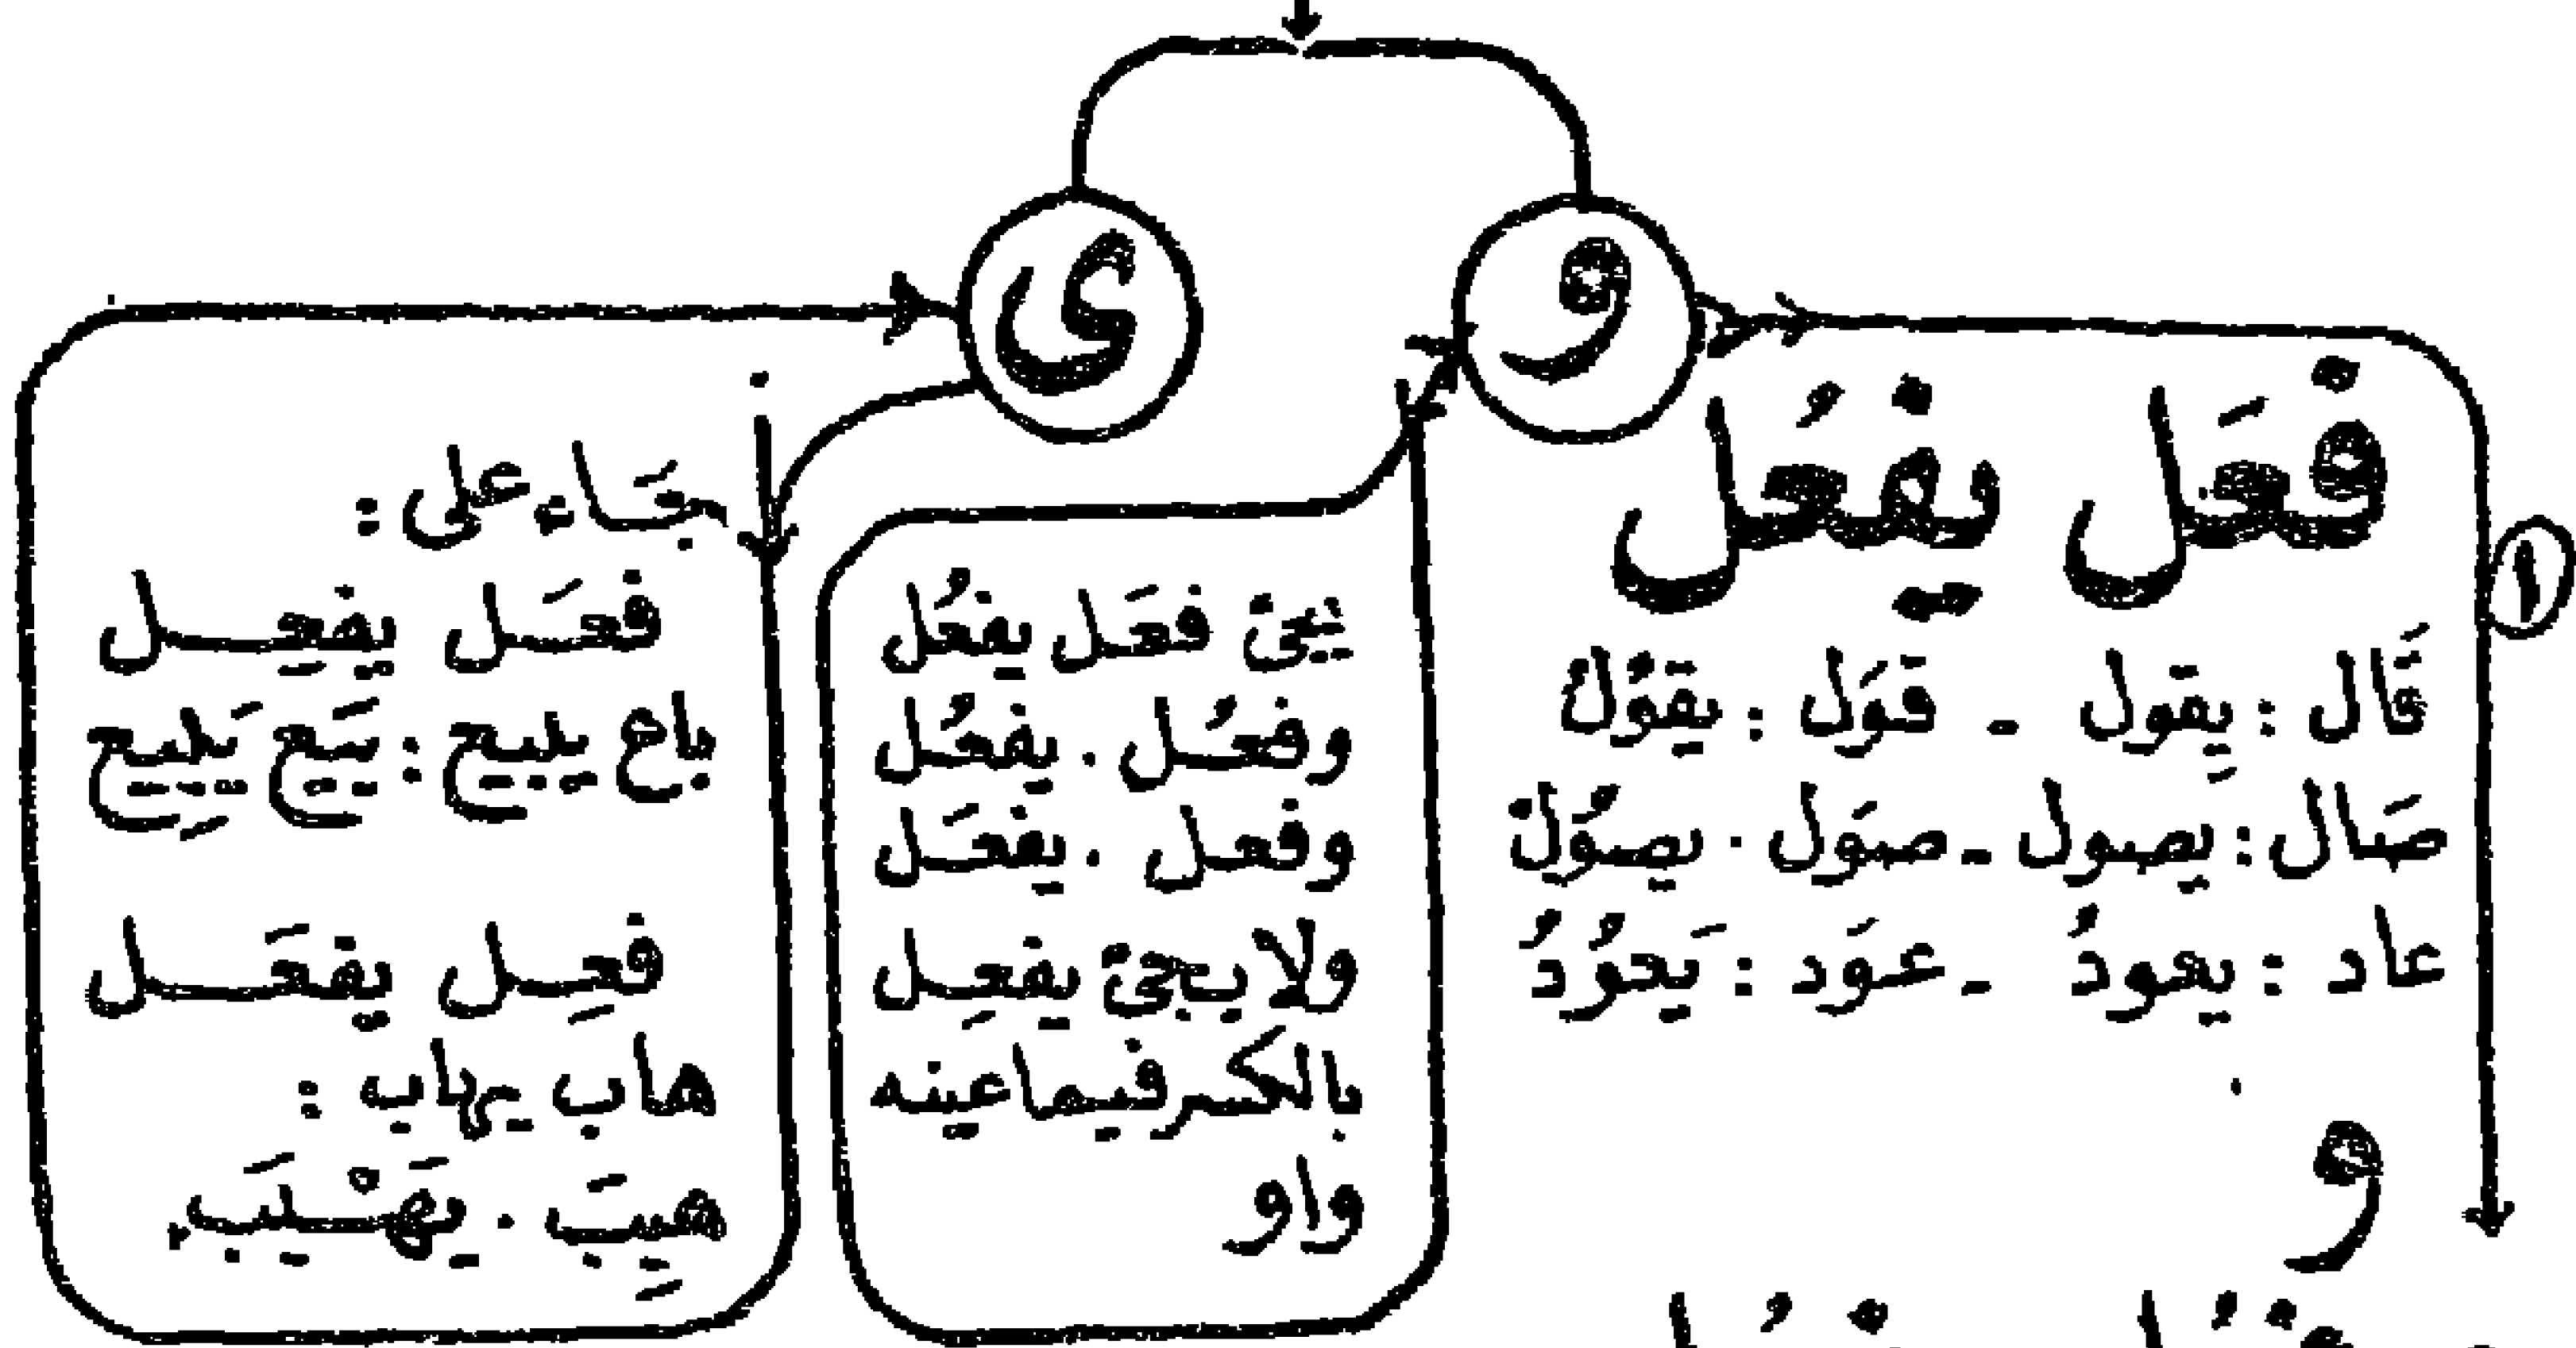 و
ى
فَعَل يفعُل
١
قَال : يقول - قوَل : يقوُلُ
صَال : يصول - صوَل . يصوُلُ
عاد : يعودُ - عوَد : يَعوُدُ
و
يجئ فعَل يفعُل
وفعُل . يفعُل
وفعل . يفعَل
ولا يجئ يفعِل
بالكسر فيما عينه
واو
جَاء على :
فعَل يفعِل
باع يبيع : بَيَع يَبيِع
فعِل يفعَل
هاب يهاب :
هيِبَ . يَهْيَب